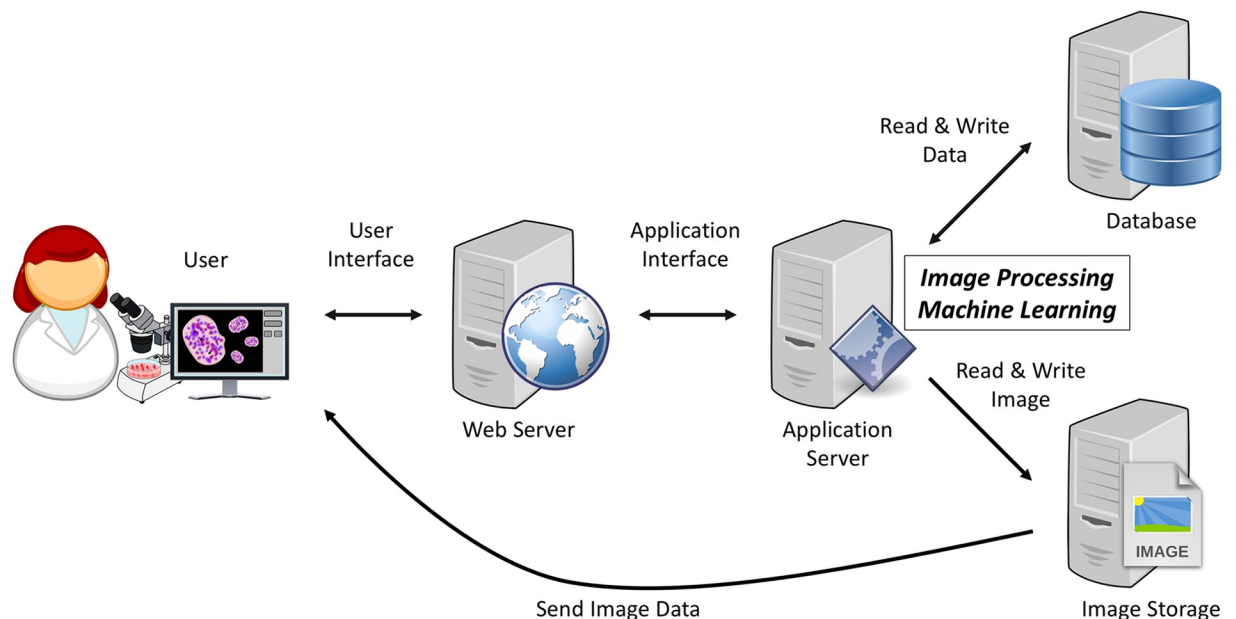 Read & Write
Data
Database
User
User
Interface
Application
Interface
Image Processing
Machine Learning
Web Server
Application
Server
Read & Write
Image
IMAGE
Send Image Data
Image Storage